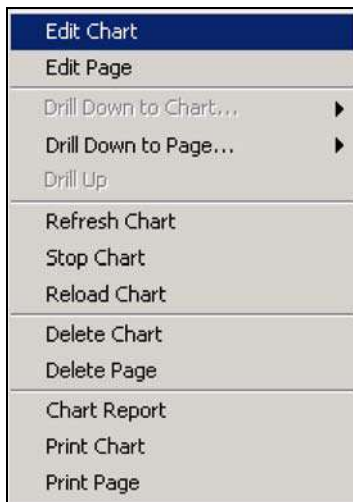 Edit Chart
Edit Page
Drill Down to Chart...
Drill Down to Page...
Drill Up
Refresh Chart
Stop Chart
Reload Chart
Delete Chart
Delete Page
Chart Report
Print Chart
Print Page